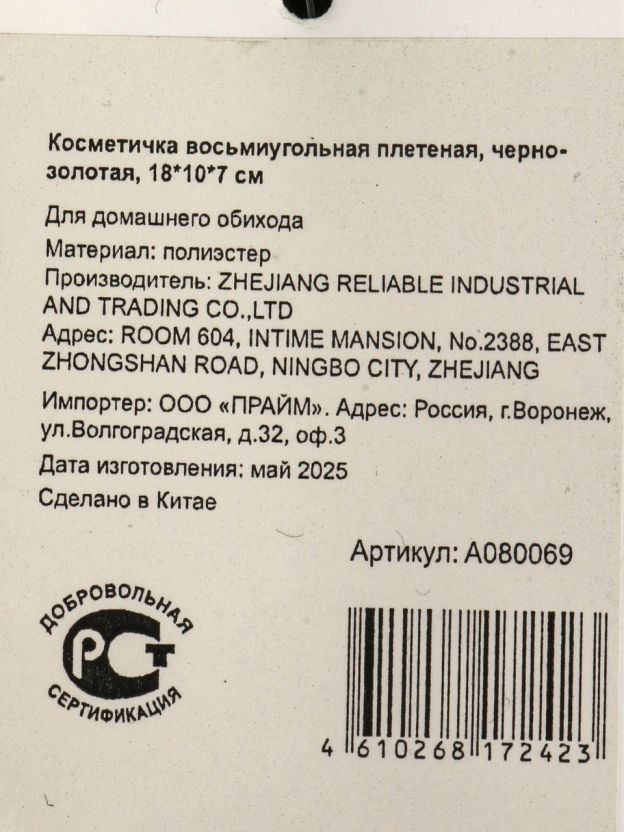 Косметичка восьмиугольная плетеная, черно-
золотая, 18*10*7 см
Для домашнего обихода
Материал: полиэстер
Производитель: ZHEJIANG RELIABLE INDUSTRIAL
AND TRADING CO.,LTD
Адрес: ROOM 604, INTIME MANSION, No.2388, EAST
ZHONGSHAN ROAD, NINGBO CITY, ZHEJIANG
Импортер: ООО «ПРАЙМ». Адрес: Россия, г.Воронеж,
ул.Волгоградская, д.32, оф.3
Дата изготовления: май 2025
Сделано в Китае
Артикул: A080069
ДОБРОВОЛЬНАЯ
РСТ
СЕРТИФИКАЦИЯ
4 610268 172423